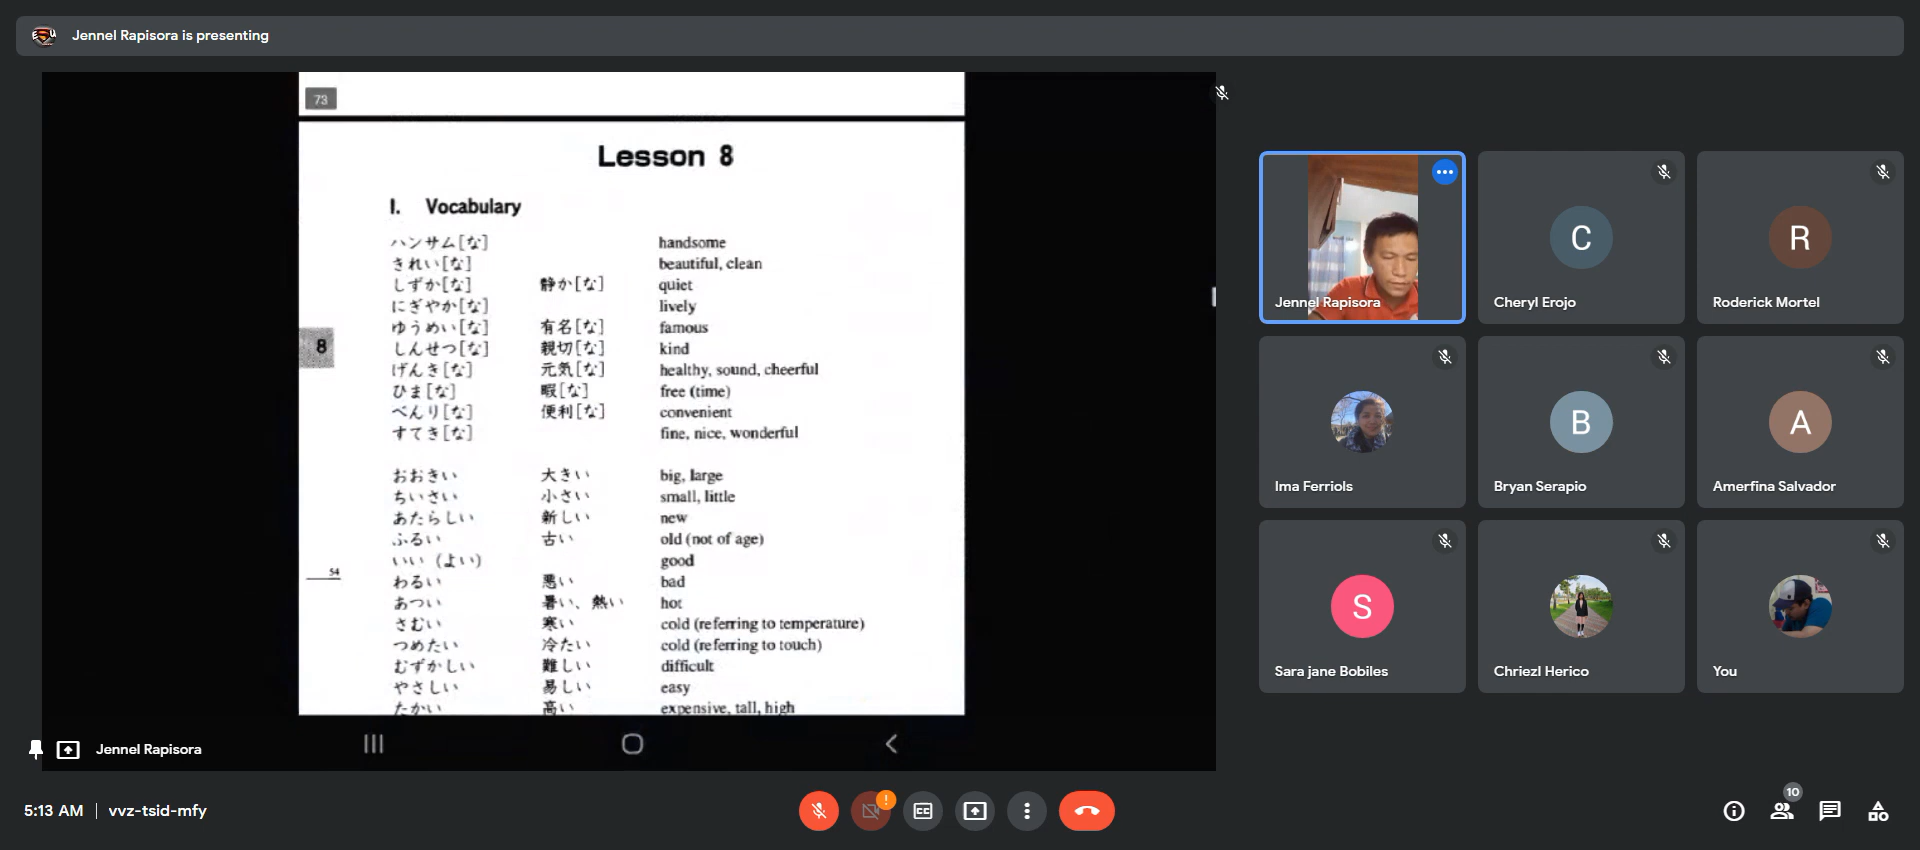 Jennel Rapisora is presenting
73
Lesson 8
I. Vocabulary
ハンサム[な] handsome
きれい[な] beautiful, clean
しずか[な] 静か[な] quiet
にぎやか[な] lively
ゆうめい[な] 有名[な] famous
しんせつ[な] 親切[な] kind
8
げんき[な] 元気[な] healthy, sound, cheerful
ひま[な] 暇[な] free (time)
べんり[な] 便利[な] convenient
すてき[な] fine, nice, wonderful
おおきい 大きい big, large
ちいさい 小さい small, little
あたらしい 新しい new
ふるい 古い old (not of age)
いい (よい) good
54
わるい 悪い bad
あつい 暑い、熱い hot
さむい 寒い cold (referring to temperature)
つめたい 冷たい cold (referring to touch)
むずかしい 難しい difficult
やさしい 易しい easy
たかい 高い expensive, tall, high
Jennel Rapisora
Jennel Rapisora
C
Cheryl Erojo
R
Roderick Mortel
Ima Ferriols
B
Bryan Serapio
A
Amerfina Salvador
S
Sara jane Bobiles
Chriezl Herico
You
5:13 AM | vvz-tsid-mfy
!
CC
10